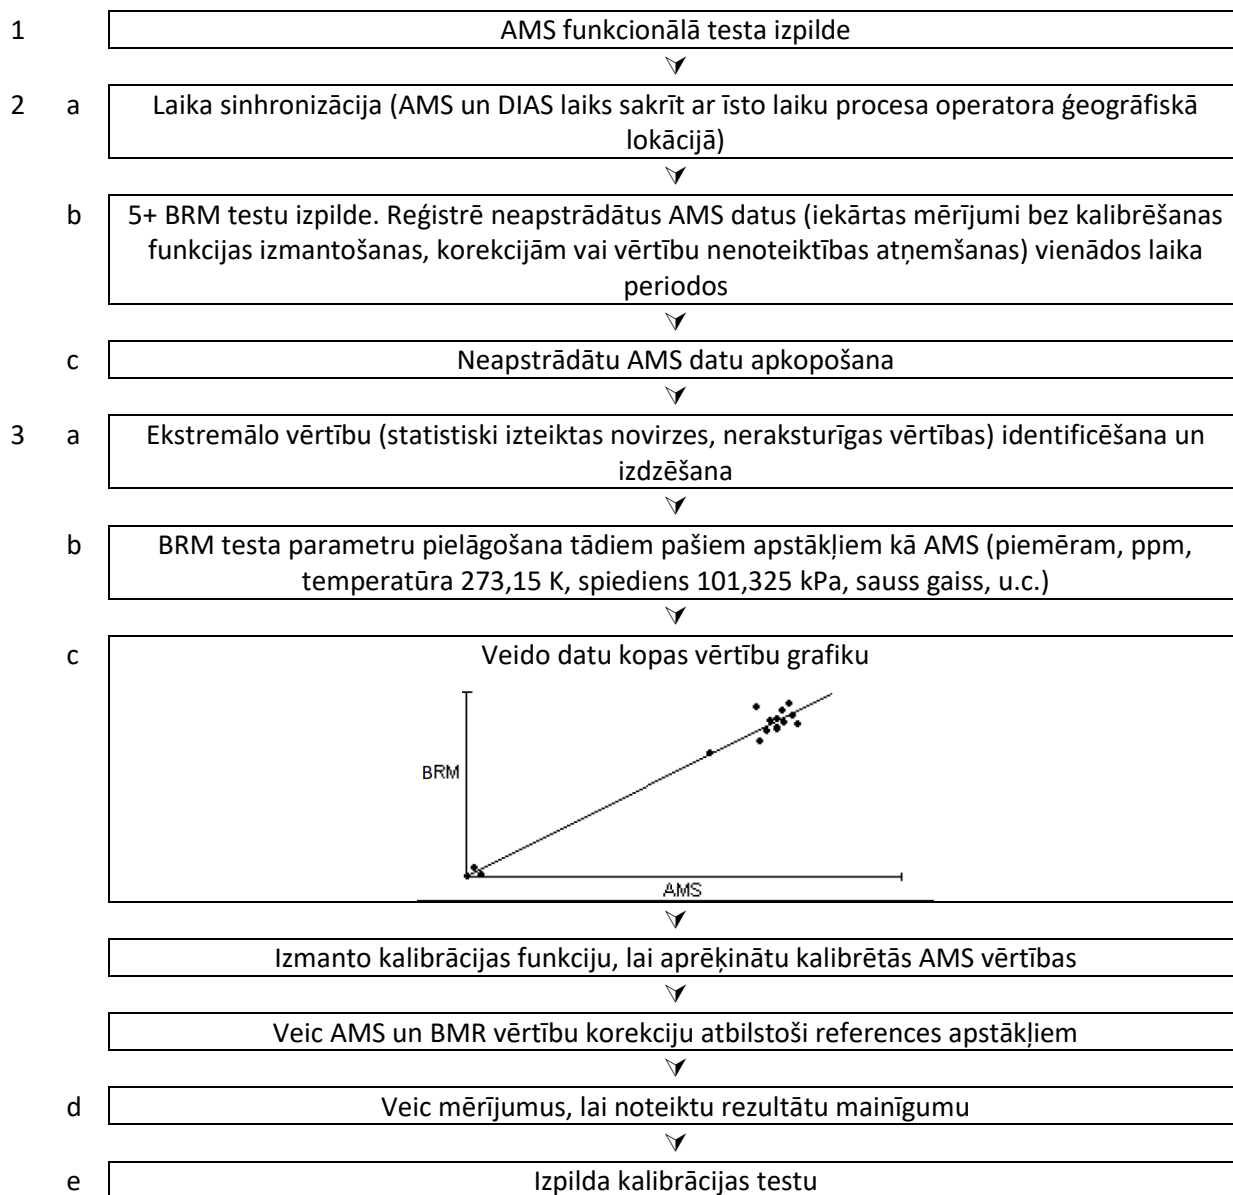 1 AMS funkcionālā testa izpilde
2 a Laika sinhronizācija (AMS un DIAS laiks sakrīt ar īsto laiku procesa operatora ģeogrāfiskā
lokācijā)
b 5+ BRM testu izpilde. Reģistrē neapstrādātus AMS datus (iekārtas mērījumi bez kalibrēšanas
funkcijas izmantošanas, korekcijām vai vērtību nenoteiktības atņemšanas) vienādos laika
periodos
c Neapstrādātu AMS datu apkopošana
3 a Ekstremālo vērtību (statistiski izteiktas novirzes, neraksturīgas vērtības) identificēšana un
izdzēšana
b BRM testa parametru pielāgošana tādiem pašiem apstākļiem kā AMS (piemēram, ppm,
temperatūra 273,15 K, spiediens 101,325 kPa, sauss gaiss, u.c.)
c Veido datu kopas vērtību grafiku
BRM
AMS
Izmanto kalibrācijas funkciju, lai aprēķinātu kalibrētās AMS vērtības
Veic AMS un BMR vērtību korekciju atbilstoši references apstākļiem
d Veic mērījumus, lai noteiktu rezultātu mainīgumu
e Izpilda kalibrācijas testu